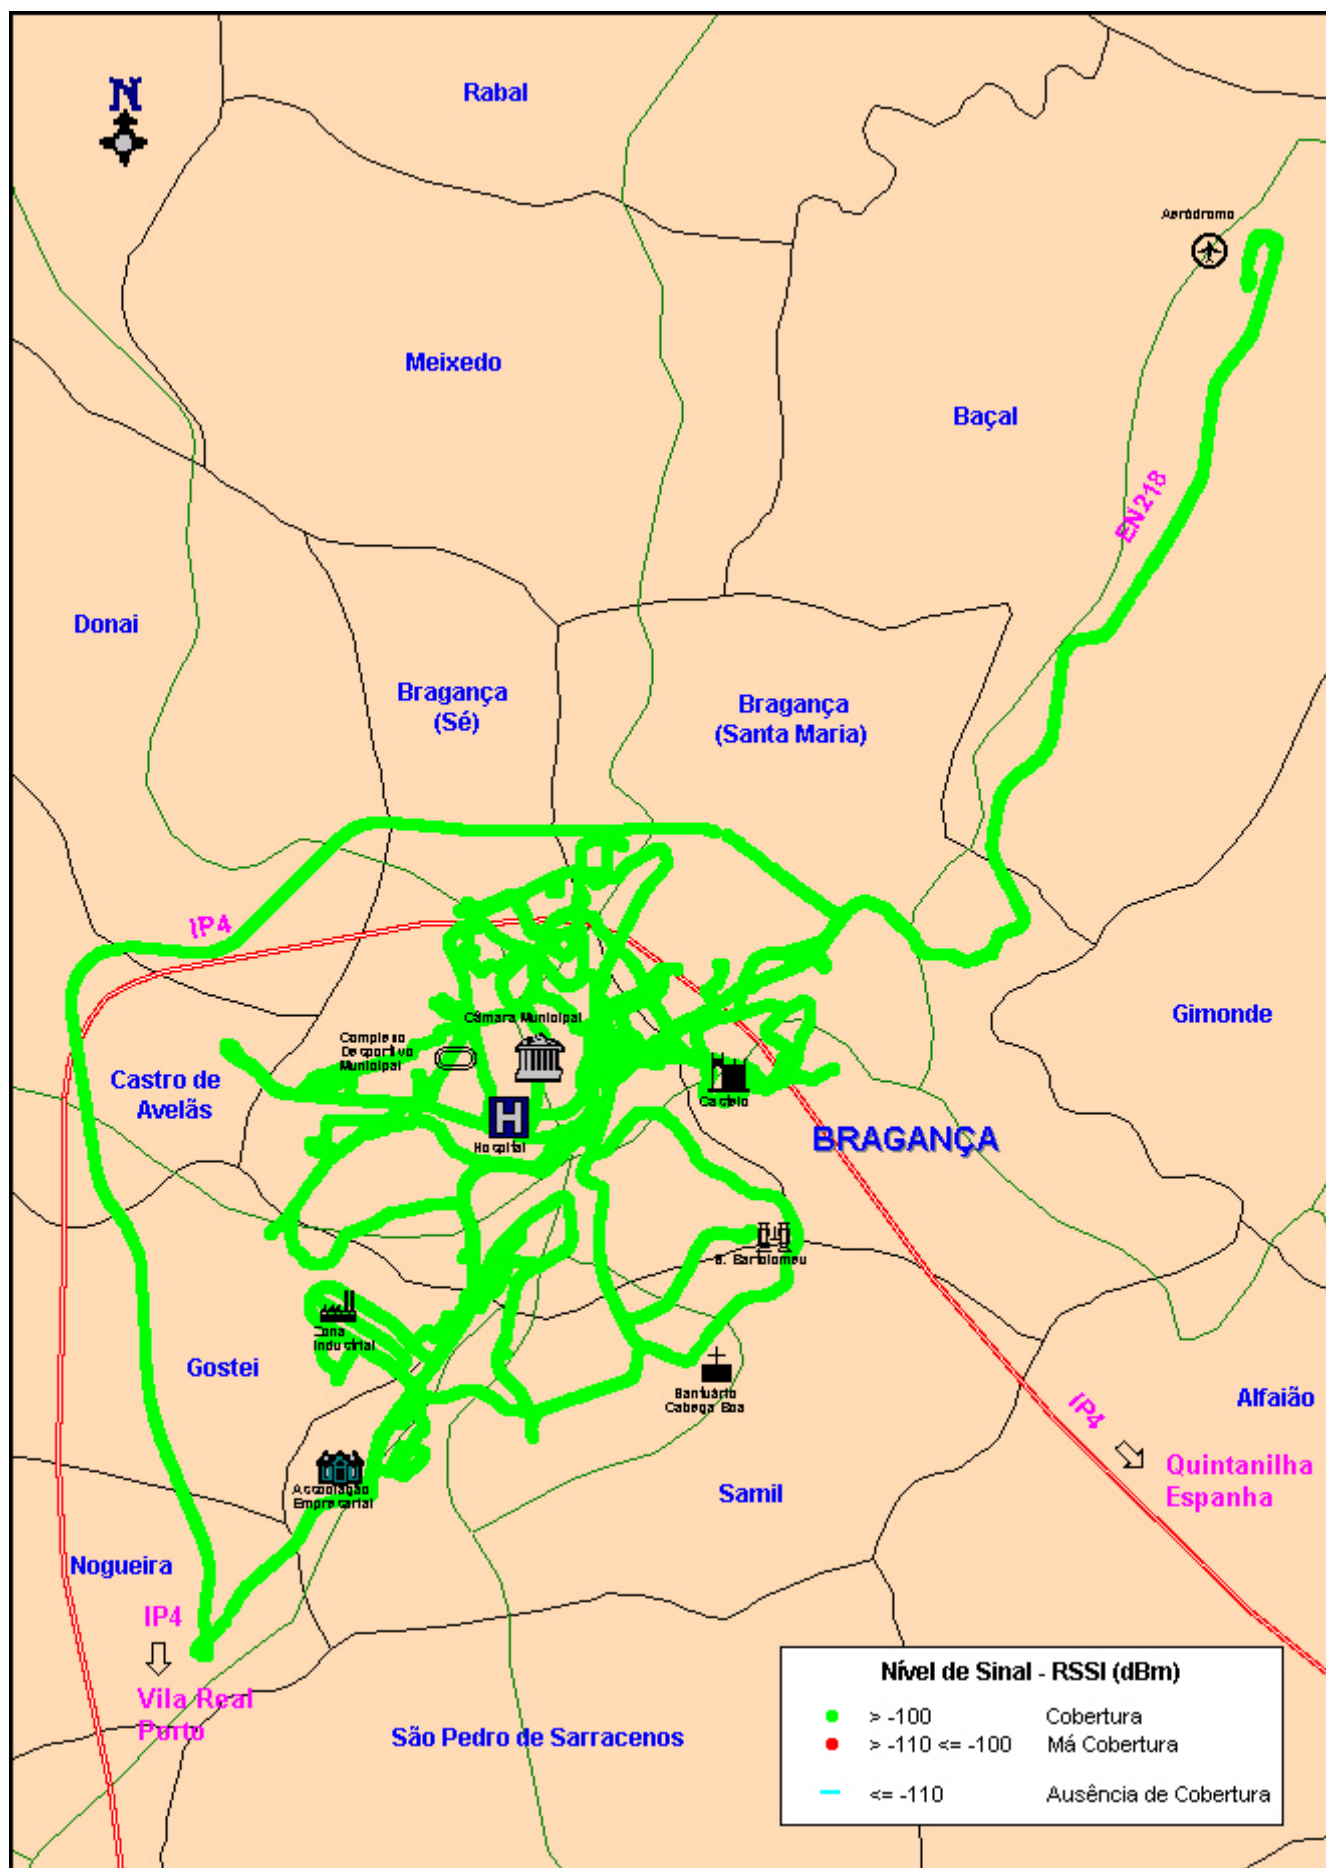 N
Rabal
Aeródromo
Meixedo
Baçal
EN218
Donai
Bragança
(Sé)
Bragança
(Santa Maria)
IP4
Gimonde
Câmara Municipal
Complexo
Desportivo
Municipal
Castro de
Avelãs
Castelo
H
Hospital
BRAGANÇA
S. Bartolomeu
Zona
Industrial
Gostei
Santuário
Cabeça Boa
IP4
Alfaião
Quintanilha
Espanha
Associação
Empresarial
Samil
Nogueira
IP4
Vila Real
Porto
São Pedro de Sarracenos
Nível de Sinal - RSSI (dBm)
> -100 Cobertura
> -110 <= -100 Má Cobertura
<= -110 Ausência de Cobertura